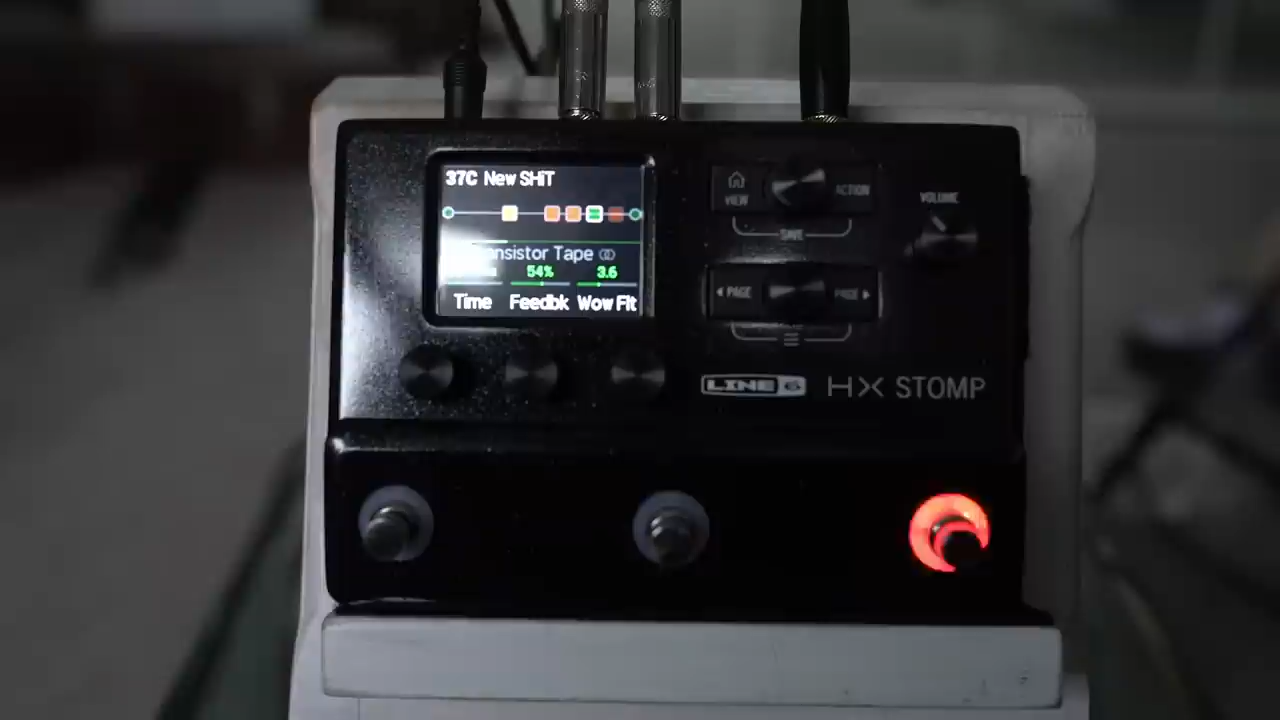 37C New SHiT
nsistor Tape
54% 3.6
Time Feedbk Wow Flt
VIEW
ACTION
SAVE
VOLUME
PAGE PAGE
LINE 6 HX STOMP